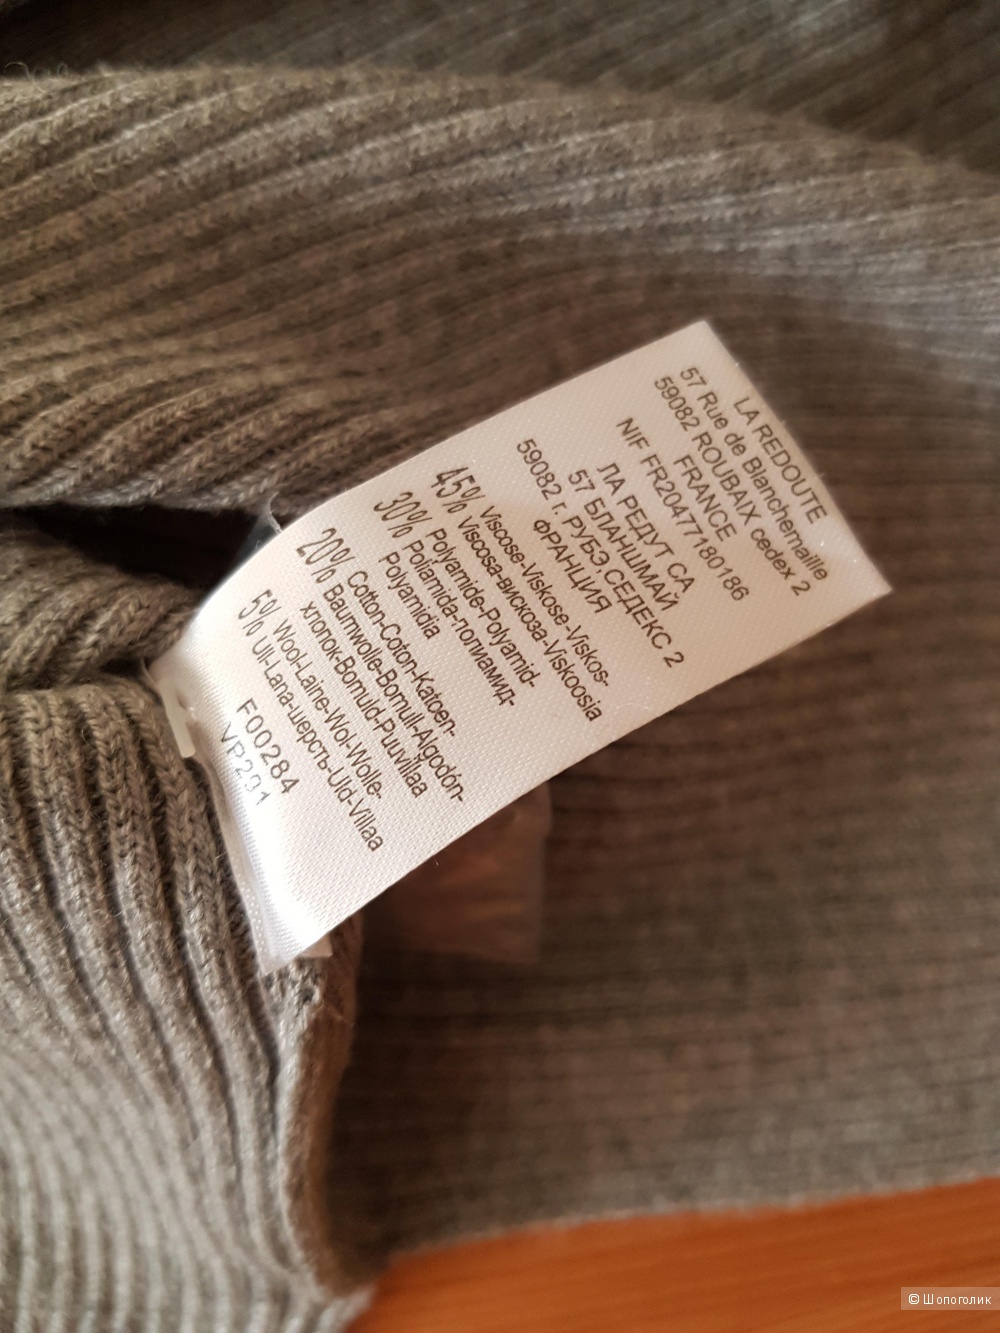 LA REDOUTE
57 Rue de Blanchemaille
59082 ROUBAIX cedex 2
FRANCE
NIF FR20477180186
ЛА РЕДУТ СА
57 БЛАНШМАЙ
59082 г. РУБЭ СЕДЕКС 2
ФРАНЦИЯ
45% Viscose-Viskose-Viskos-
Viscosa-вискоза-Viskoosia
30% Polyamide-Polyamid-
Poliamida-полиамид-
Polyamidia
20% Cotton-Coton-Katoen-
Baumwolle-Bomull-Algodón-
хлопок-Bomuld-Puuvillaa
5% Wool-Laine-Wol-Wolle-
Ull-Lana-шерсть-Uld-Villaa
F00284
VP231
© Шопоголик